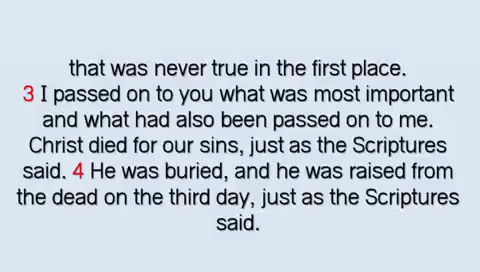 that was never true in the first place.
3 I passed on to you what was most important
and what had also been passed on to me.
Christ died for our sins, just as the Scriptures
said. 4 He was buried, and he was raised from
the dead on the third day, just as the Scriptures
said.